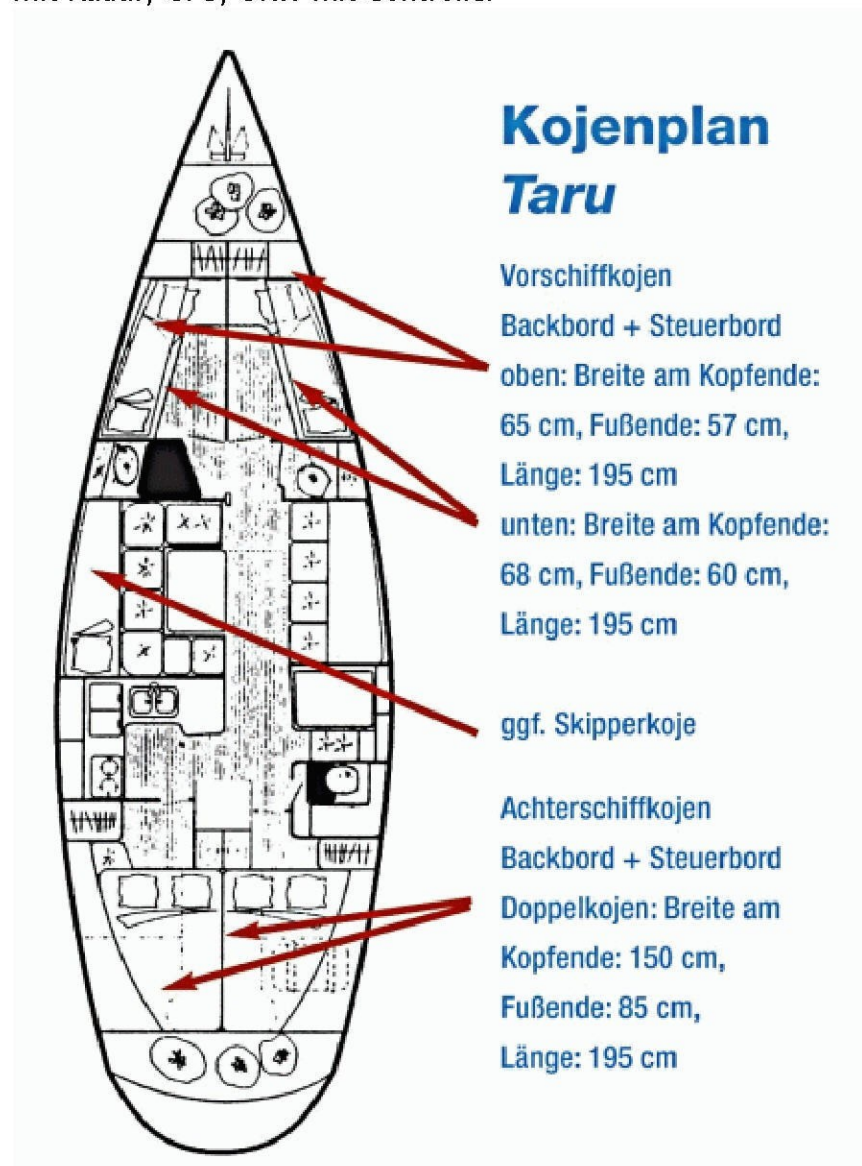 Kojenplan
Taru
Vorschiffkojen
Backbord + Steuerbord
oben: Breite am Kopfende:
65 cm, Fußende: 57 cm,
Länge: 195 cm
unten: Breite am Kopfende:
68 cm, Fußende: 60 cm,
Länge: 195 cm
ggf. Skipperkoje
Achterschiffkojen
Backbord + Steuerbord
Doppelkojen: Breite am
Kopfende: 150 cm,
Fußende: 85 cm,
Länge: 195 cm